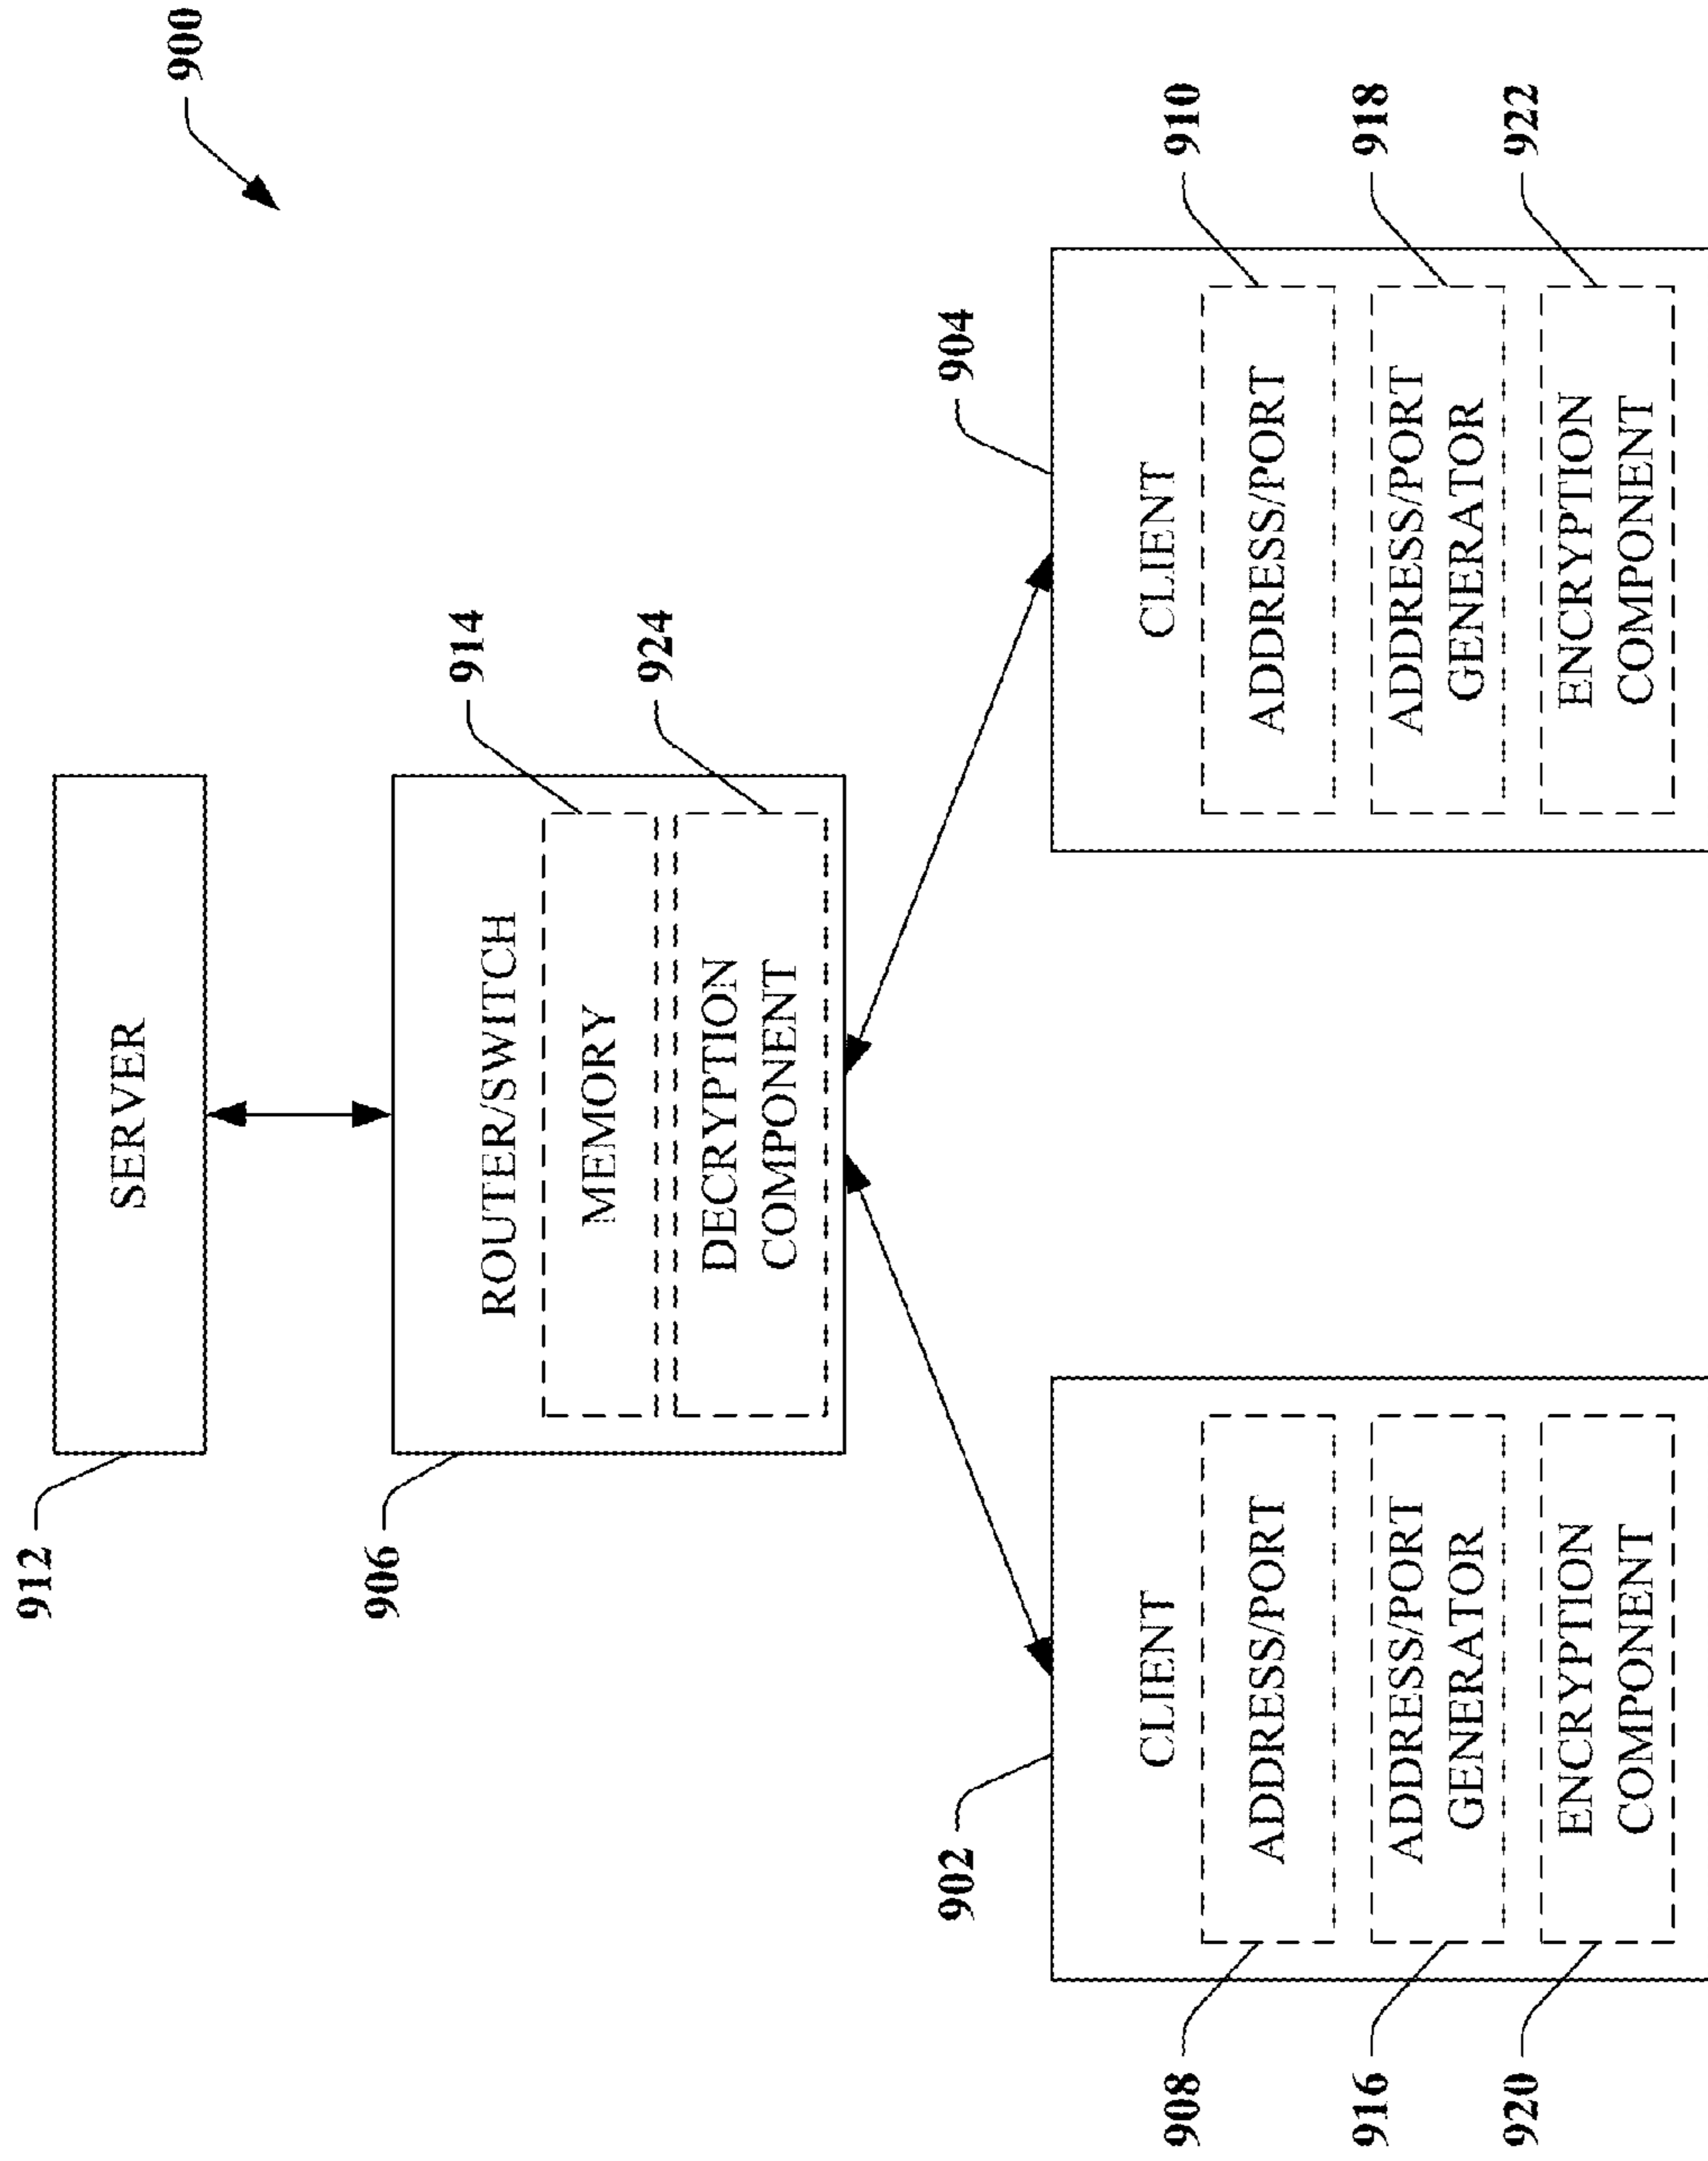 900
912
SERVER
906
ROUTER/SWITCH
914
MEMORY
924
DECRYPTION
COMPONENT
902
CLIENT
908
ADDRESS/PORT
916
ADDRESS/PORT
GENERATOR
920
ENCRYPTION
COMPONENT
904
CLIENT
910
ADDRESS/PORT
918
ADDRESS/PORT
GENERATOR
922
ENCRYPTION
COMPONENT